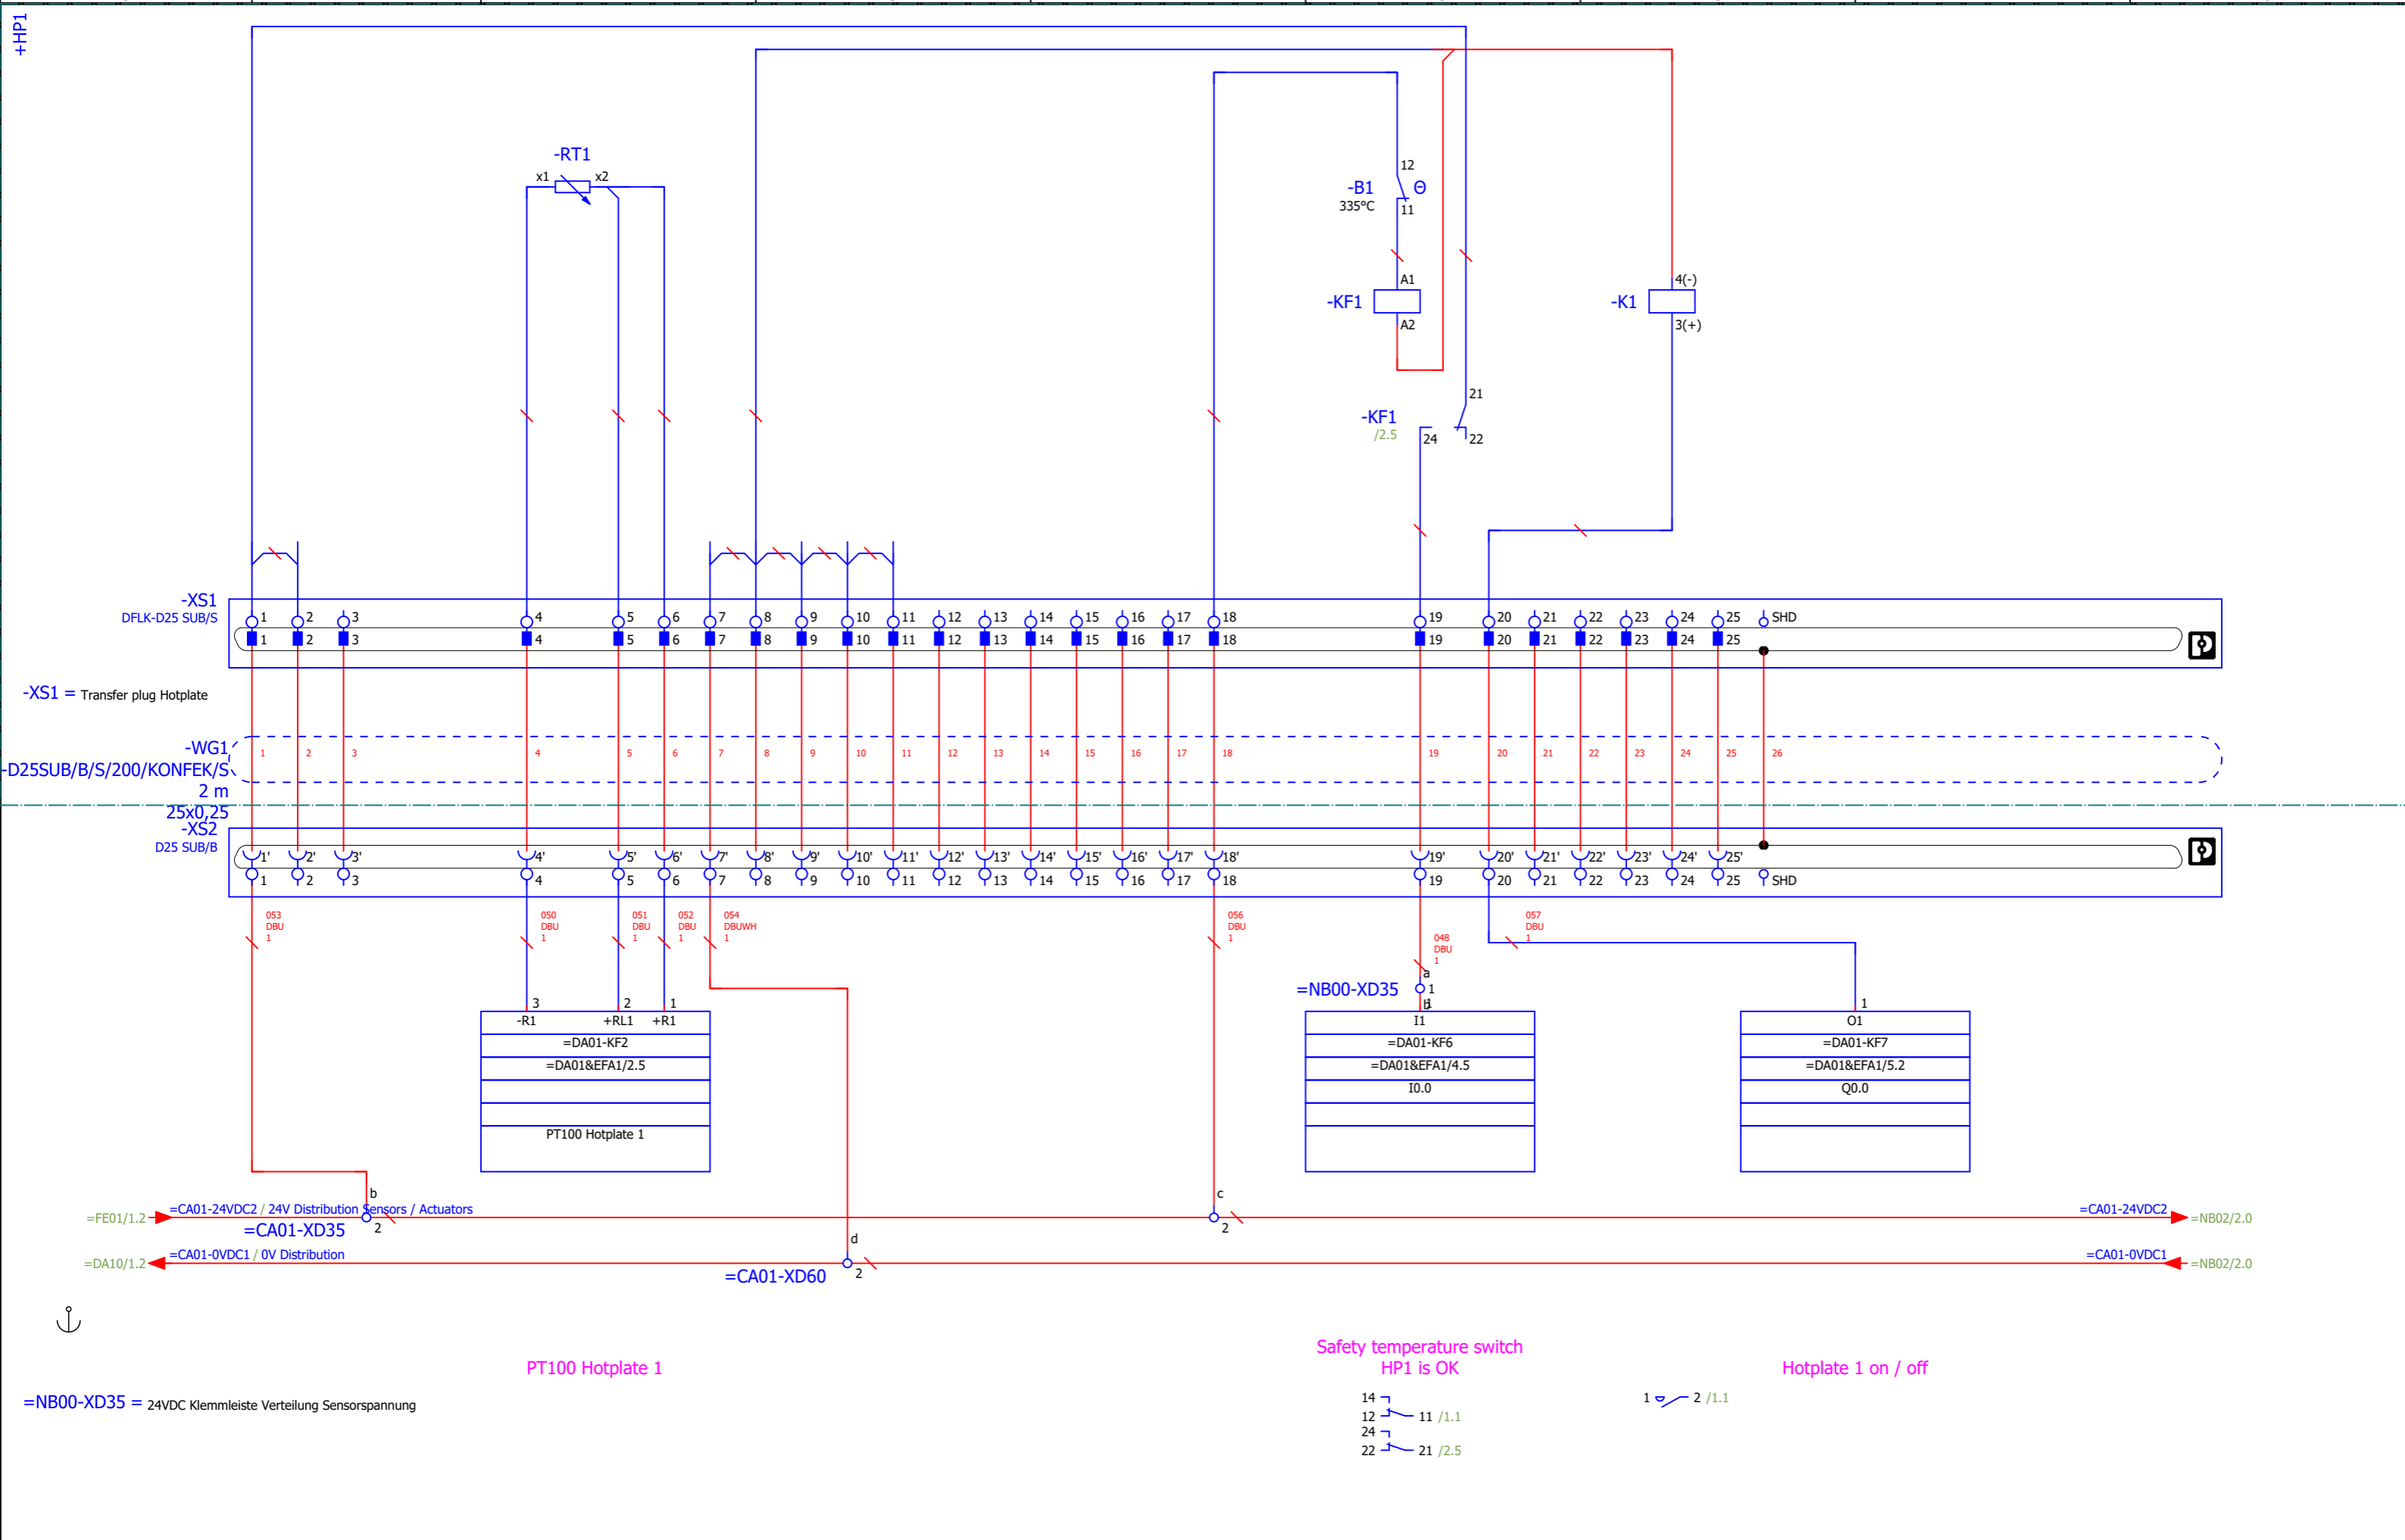 +HP1
-RT1
x1 x2
12
-B1 Θ
335°C
11
A1 4(-)
-KF1 -K1
A2 3(+)
21
-KF1
/2.5
24 22
-XS1
DFLK-D25 SUB/S
1 2 3 4 5 6 7 8 9 10 11 12 13 14 15 16 17 18 19 20 21 22 23 24 25 SHD
1 2 3 4 5 6 7 8 9 10 11 12 13 14 15 16 17 18 19 20 21 22 23 24 25
-XS1 = Transfer plug Hotplate
-WG1
1 2 3 4 5 6 7 8 9 10 11 12 13 14 15 16 17 18 19 20 21 22 23 24 25 26
-D25SUB/B/S/200/KONFEK/S
2 m
25x0,25
-XS2
D25 SUB/B
1' 2' 3' 4' 5' 6' 7' 8' 9' 10' 11' 12' 13' 14' 15' 16' 17' 18' 19' 20' 21' 22' 23' 24' 25'
1 2 3 4 5 6 7 8 9 10 11 12 13 14 15 16 17 18 19 20 21 22 23 24 25 SHD
053 050 051 052 054 056 057
DBU DBU DBU DBU DBUWH DBU DBU
1 1 1 1 1 1 1
048
DBU
1
a
=NB00-XD35 1
b 1
3 2 1 1
-R1 +RL1 +R1 I1 O1
=DA01-KF2 =DA01-KF6 =DA01-KF7
=DA01&EFA1/2.5 =DA01&EFA1/4.5 =DA01&EFA1/5.2
I0.0 Q0.0
PT100 Hotplate 1
b c
=FE01/1.2 =CA01-24VDC2 / 24V Distribution Sensors / Actuators =CA01-24VDC2 =NB02/2.0
=CA01-XD35 2 2
d
=DA10/1.2 =CA01-0VDC1 / 0V Distribution =CA01-0VDC1 =NB02/2.0
=CA01-XD60 2
Safety temperature switch
PT100 Hotplate 1 HP1 is OK Hotplate 1 on / off
=NB00-XD35 = 24VDC Klemmleiste Verteilung Sensorspannung
14
12 11 /1.1
24
22 21 /2.5
1 2 /1.1